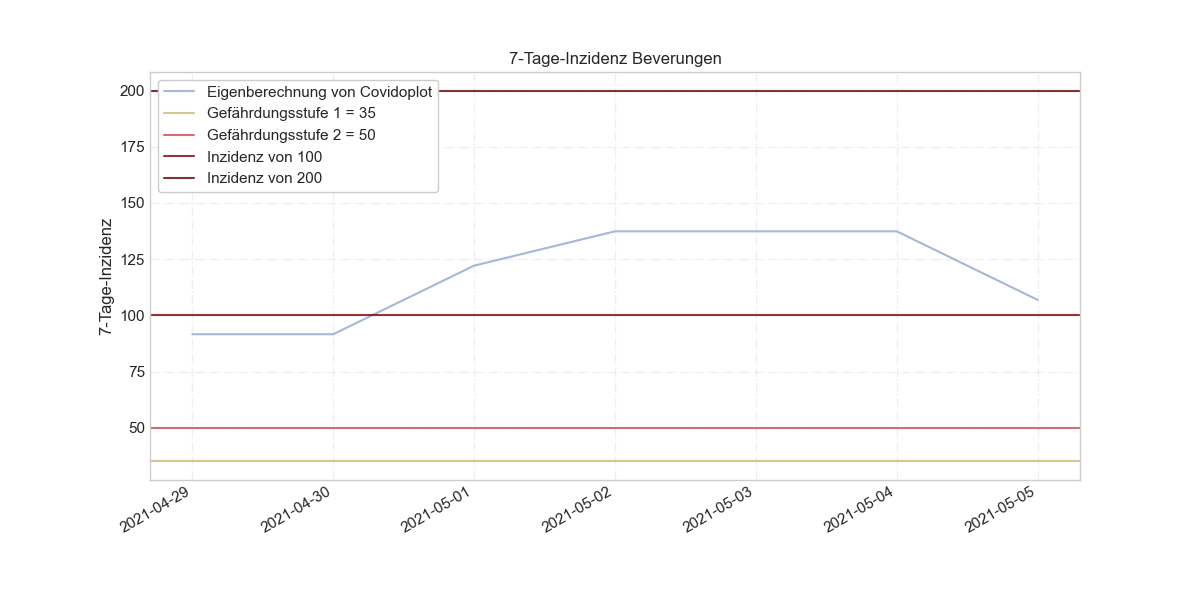 7-Tage-Inzidenz Beverungen
Eigenberechnung von Covidoplot
Gefährdungsstufe 1 = 35
Gefährdungsstufe 2 = 50
Inzidenz von 100
Inzidenz von 200
7-Tage-Inzidenz
200
175
150
125
100
75
50
2021-04-29
2021-04-30
2021-05-01
2021-05-02
2021-05-03
2021-05-04
2021-05-05